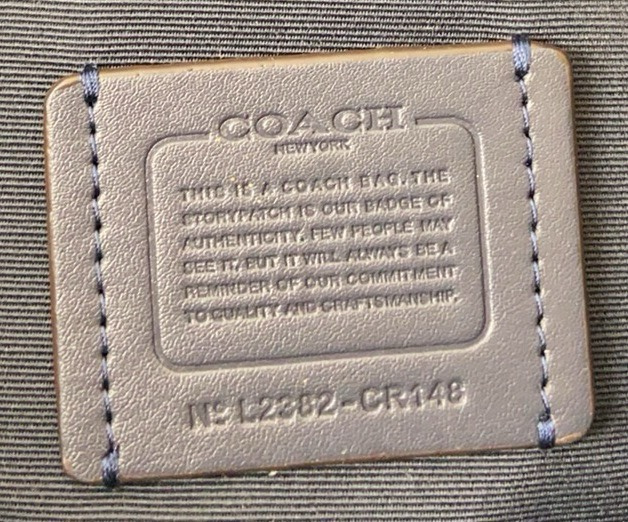 COACH
NEW YORK
THIS IS A COACH BAG. THE
STORYPATCH IS OUR BADGE OF
AUTHENTICITY. FEW PEOPLE MAY
SEE IT, BUT IT WILL ALWAYS BE A
REMINDER OF OUR COMMITMENT
TO QUALITY AND CRAFTSMANSHIP.
Nº L2382-CR148